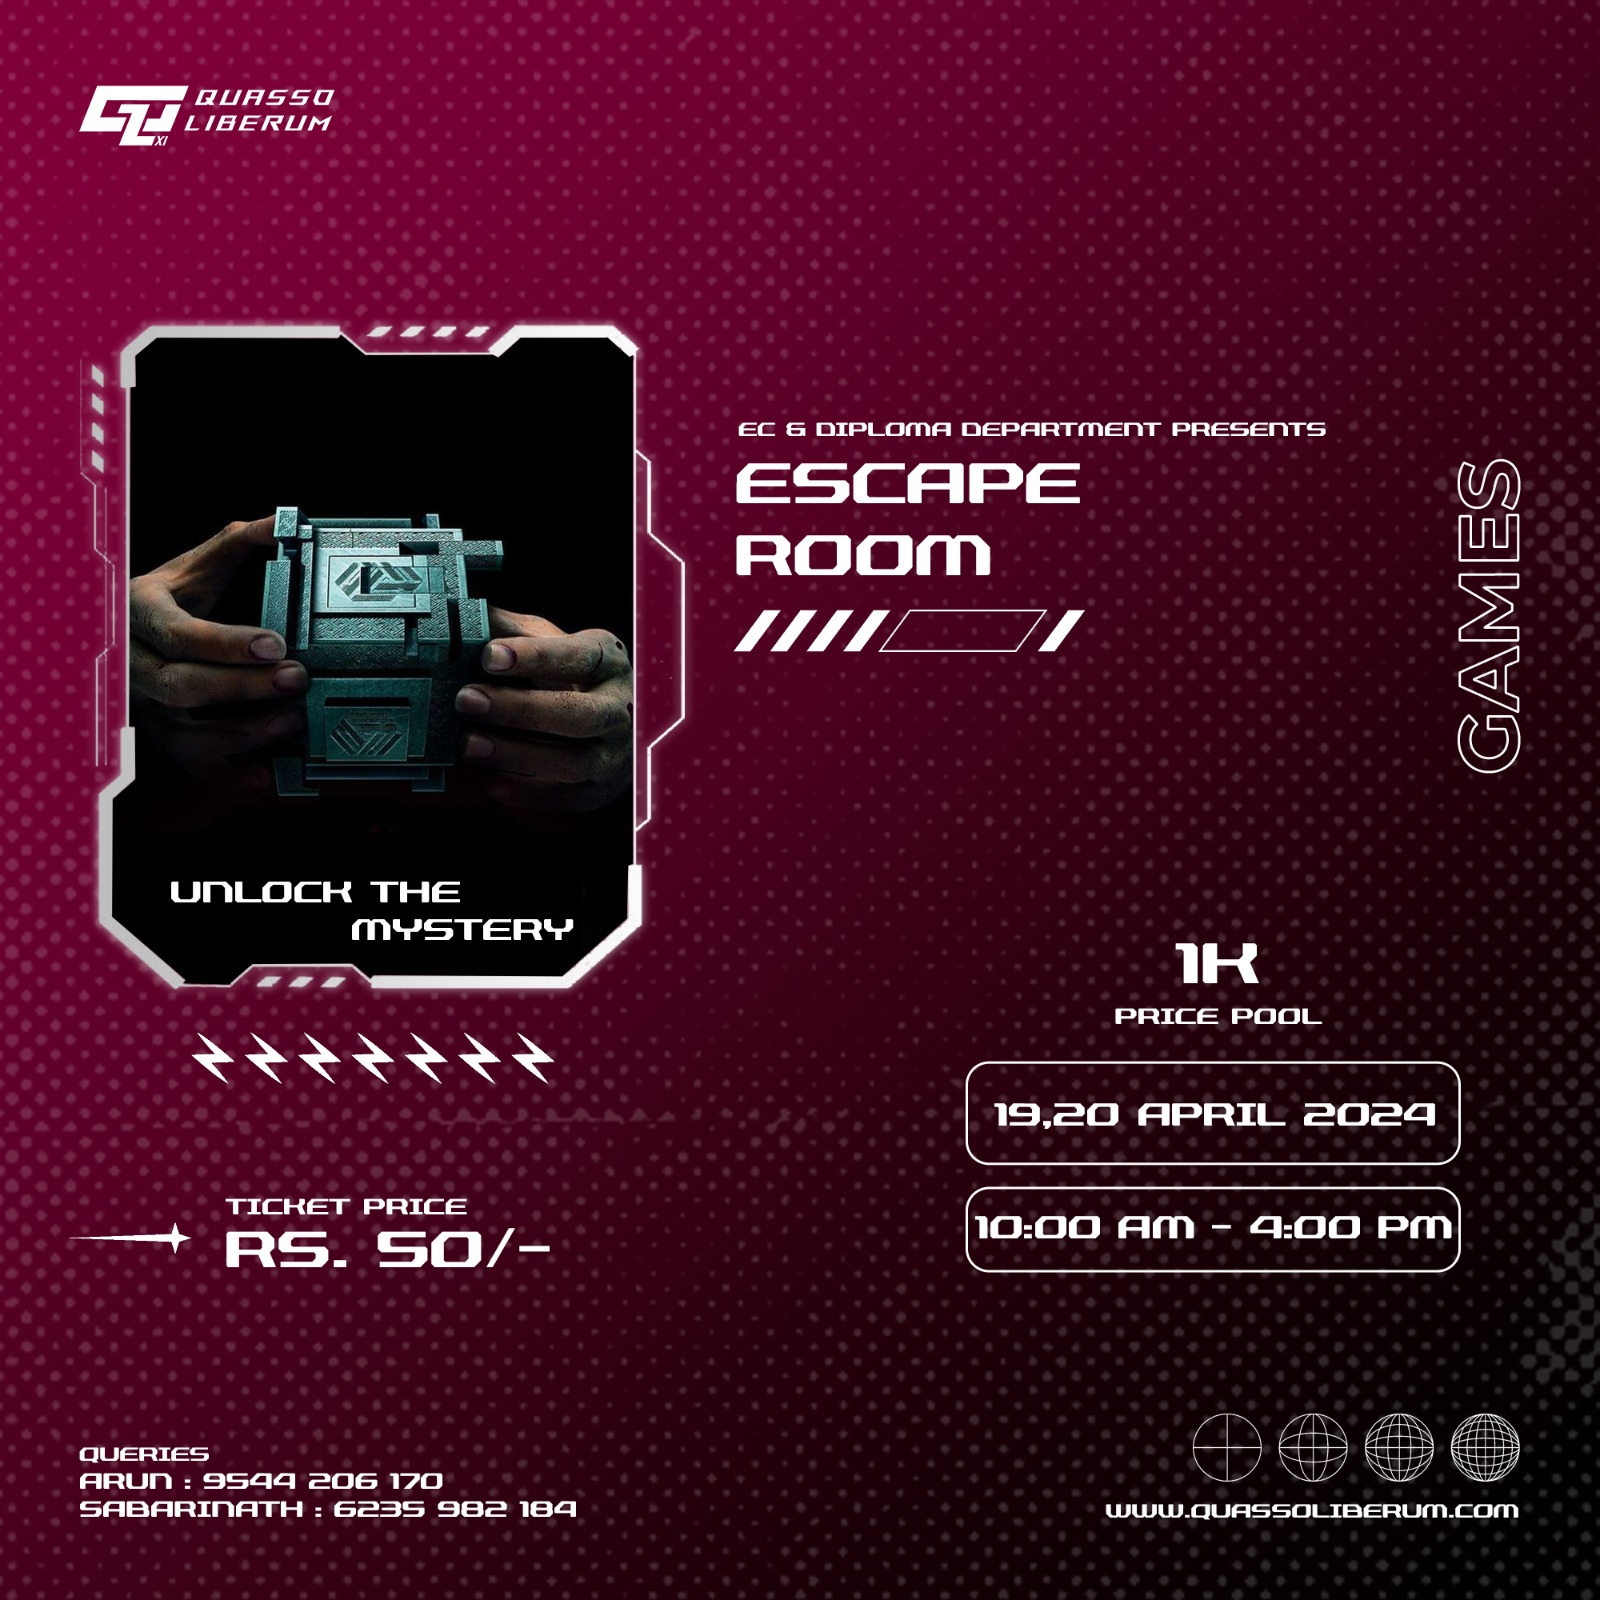 QUASSO
LIBERUM
XI
EC & DIPLOMA DEPARTMENT PRESENTS
ESCAPE
ROOM
GAMES
UNLOCK THE
MYSTERY
1K
PRICE POOL
19,20 APRIL 2024
10:00 AM - 4:00 PM
TICKET PRICE
RS. 50/-
QUERIES
ARUN : 9544 206 170
SABARINATH : 6235 982 184
WWW.QUASSOLIBERUM.COM